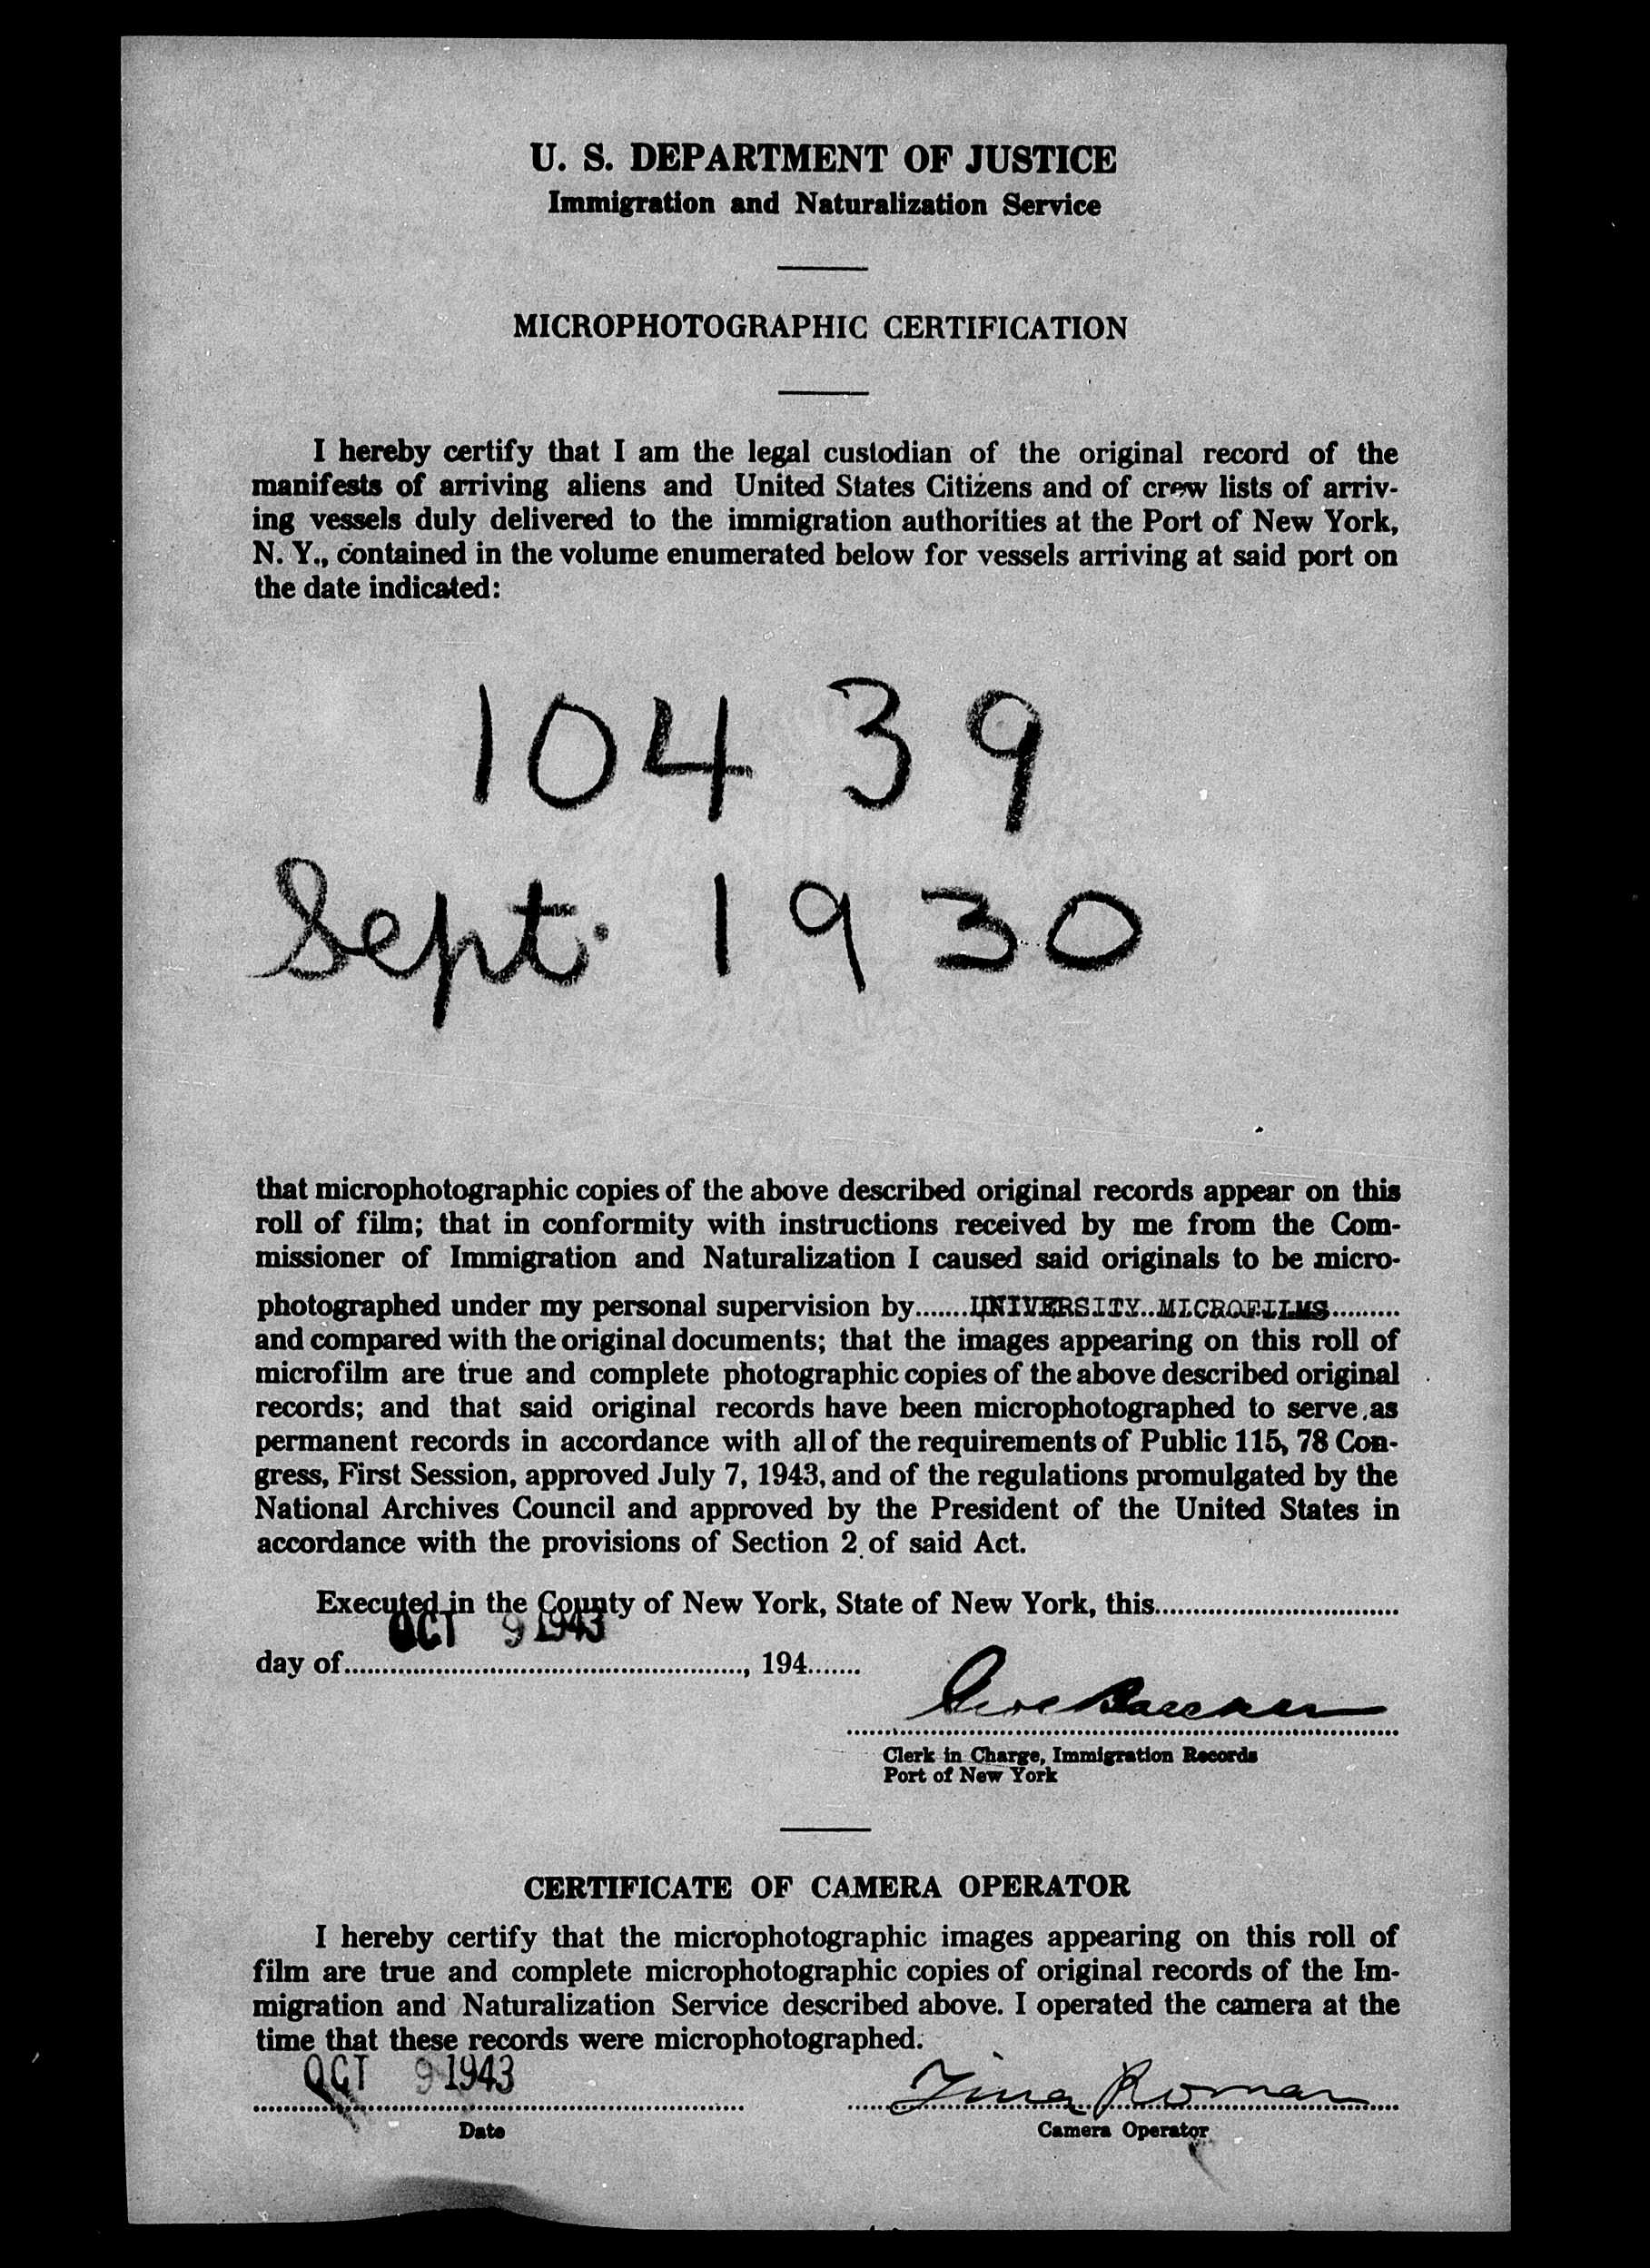 U. S. DEPARTMENT OF JUSTICE
Immigration and Naturalization Service
MICROPHOTOGRAPHIC CERTIFICATION
I hereby certify that I am the legal custodian of the original record of the
manifests of arriving aliens and United States Citizens and of crew lists of arriv-
ing vessels duly delivered to the immigration authorities at the Port of New York,
N. Y., contained in the volume enumerated below for vessels arriving at said port on
the date indicated:
10439
Sept. 1930
that microphotographic copies of the above described original records appear on this
roll of film; that in conformity with instructions received by me from the Com-
missioner of Immigration and Naturalization I caused said originals to be micro-
photographed under my personal supervision by.......UNIVERSITY MICROFILMS.........
and compared with the original documents; that the images appearing on this roll of
microfilm are true and complete photographic copies of the above described original
records; and that said original records have been microphotographed to serve as
permanent records in accordance with all of the requirements of Public 115, 78 Con-
gress, First Session, approved July 7, 1943, and of the regulations promulgated by the
National Archives Council and approved by the President of the United States in
accordance with the provisions of Section 2 of said Act.
Executed in the County of New York, State of New York, this................................
OCT 9 1943
day of...................................................., 194.......
Clerk in Charge, Immigration Records
Port of New York
CERTIFICATE OF CAMERA OPERATOR
I hereby certify that the microphotographic images appearing on this roll of
film are true and complete microphotographic copies of original records of the Im-
migration and Naturalization Service described above. I operated the camera at the
time that these records were microphotographed.
OCT 9 1943 Tina Roman
Date Camera Operator